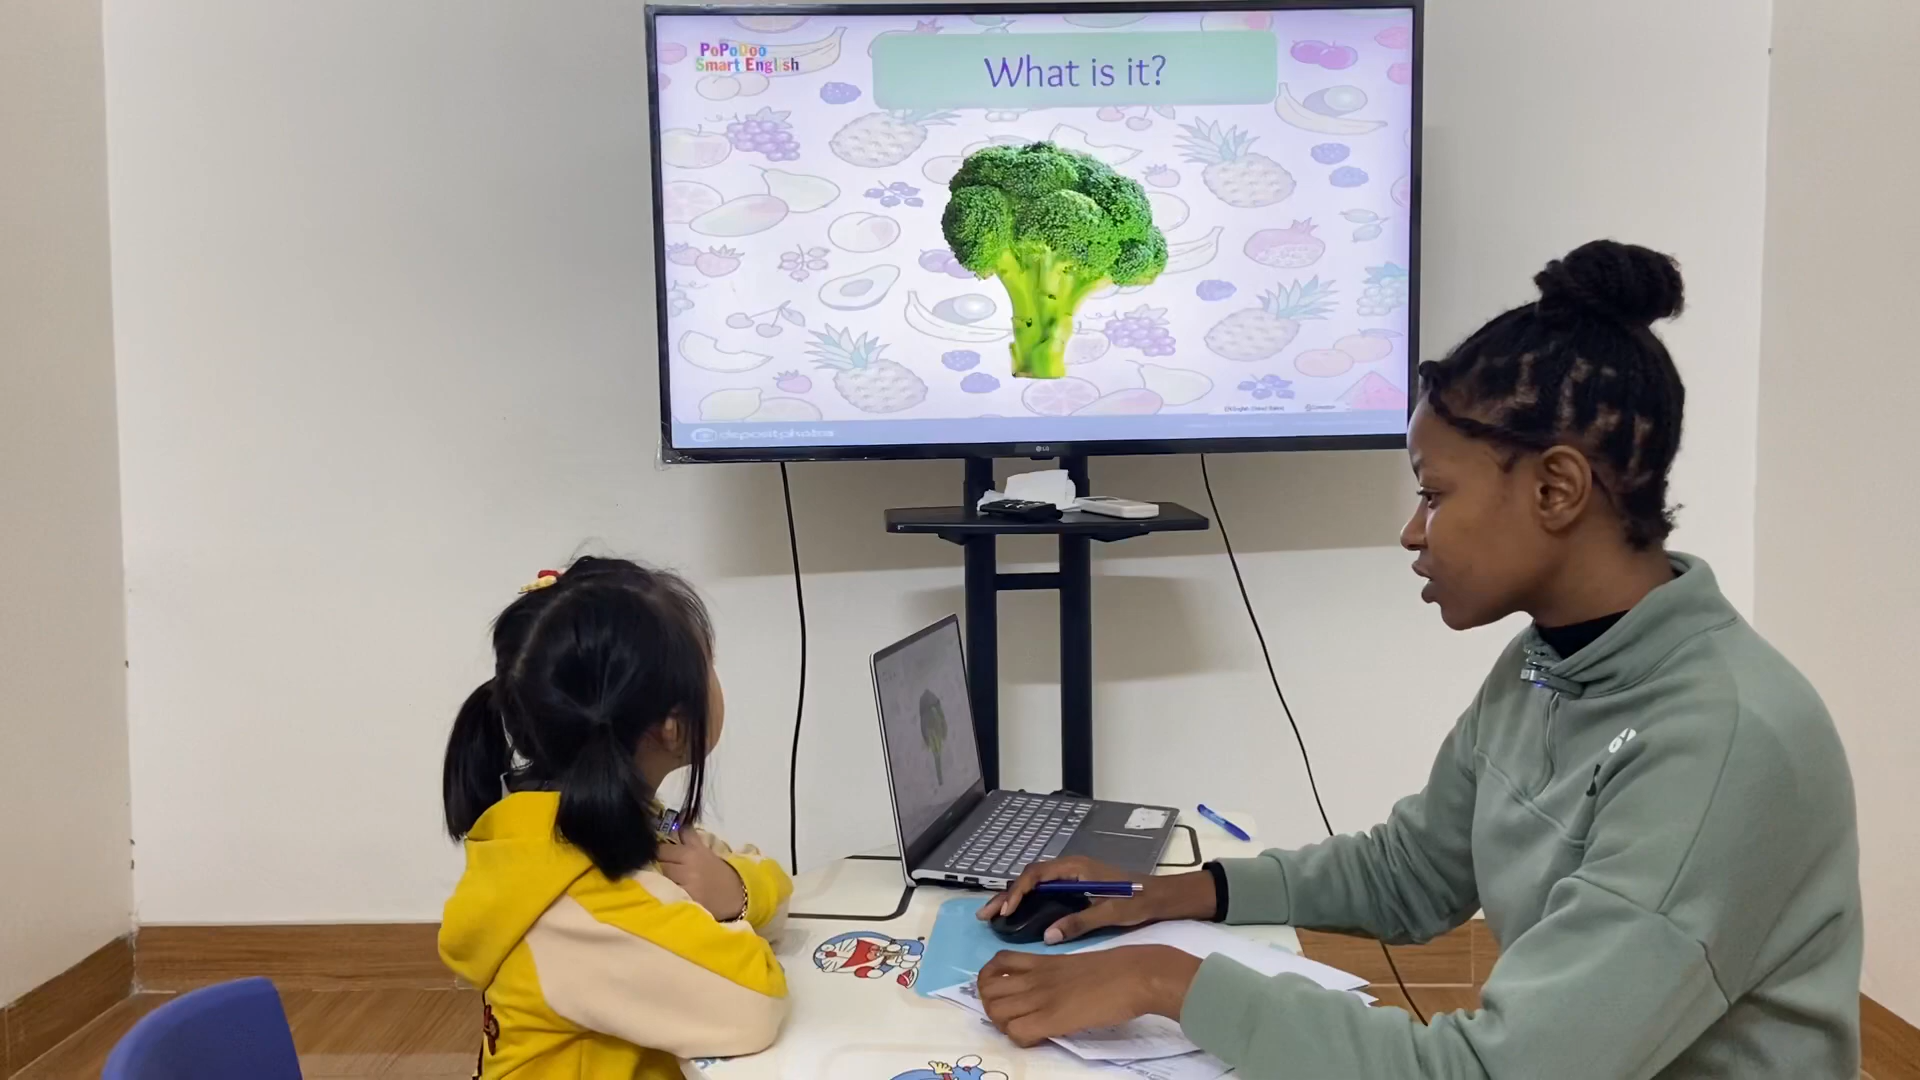 PoPoDoo
Smart English
What is it?
depositphotos
LG